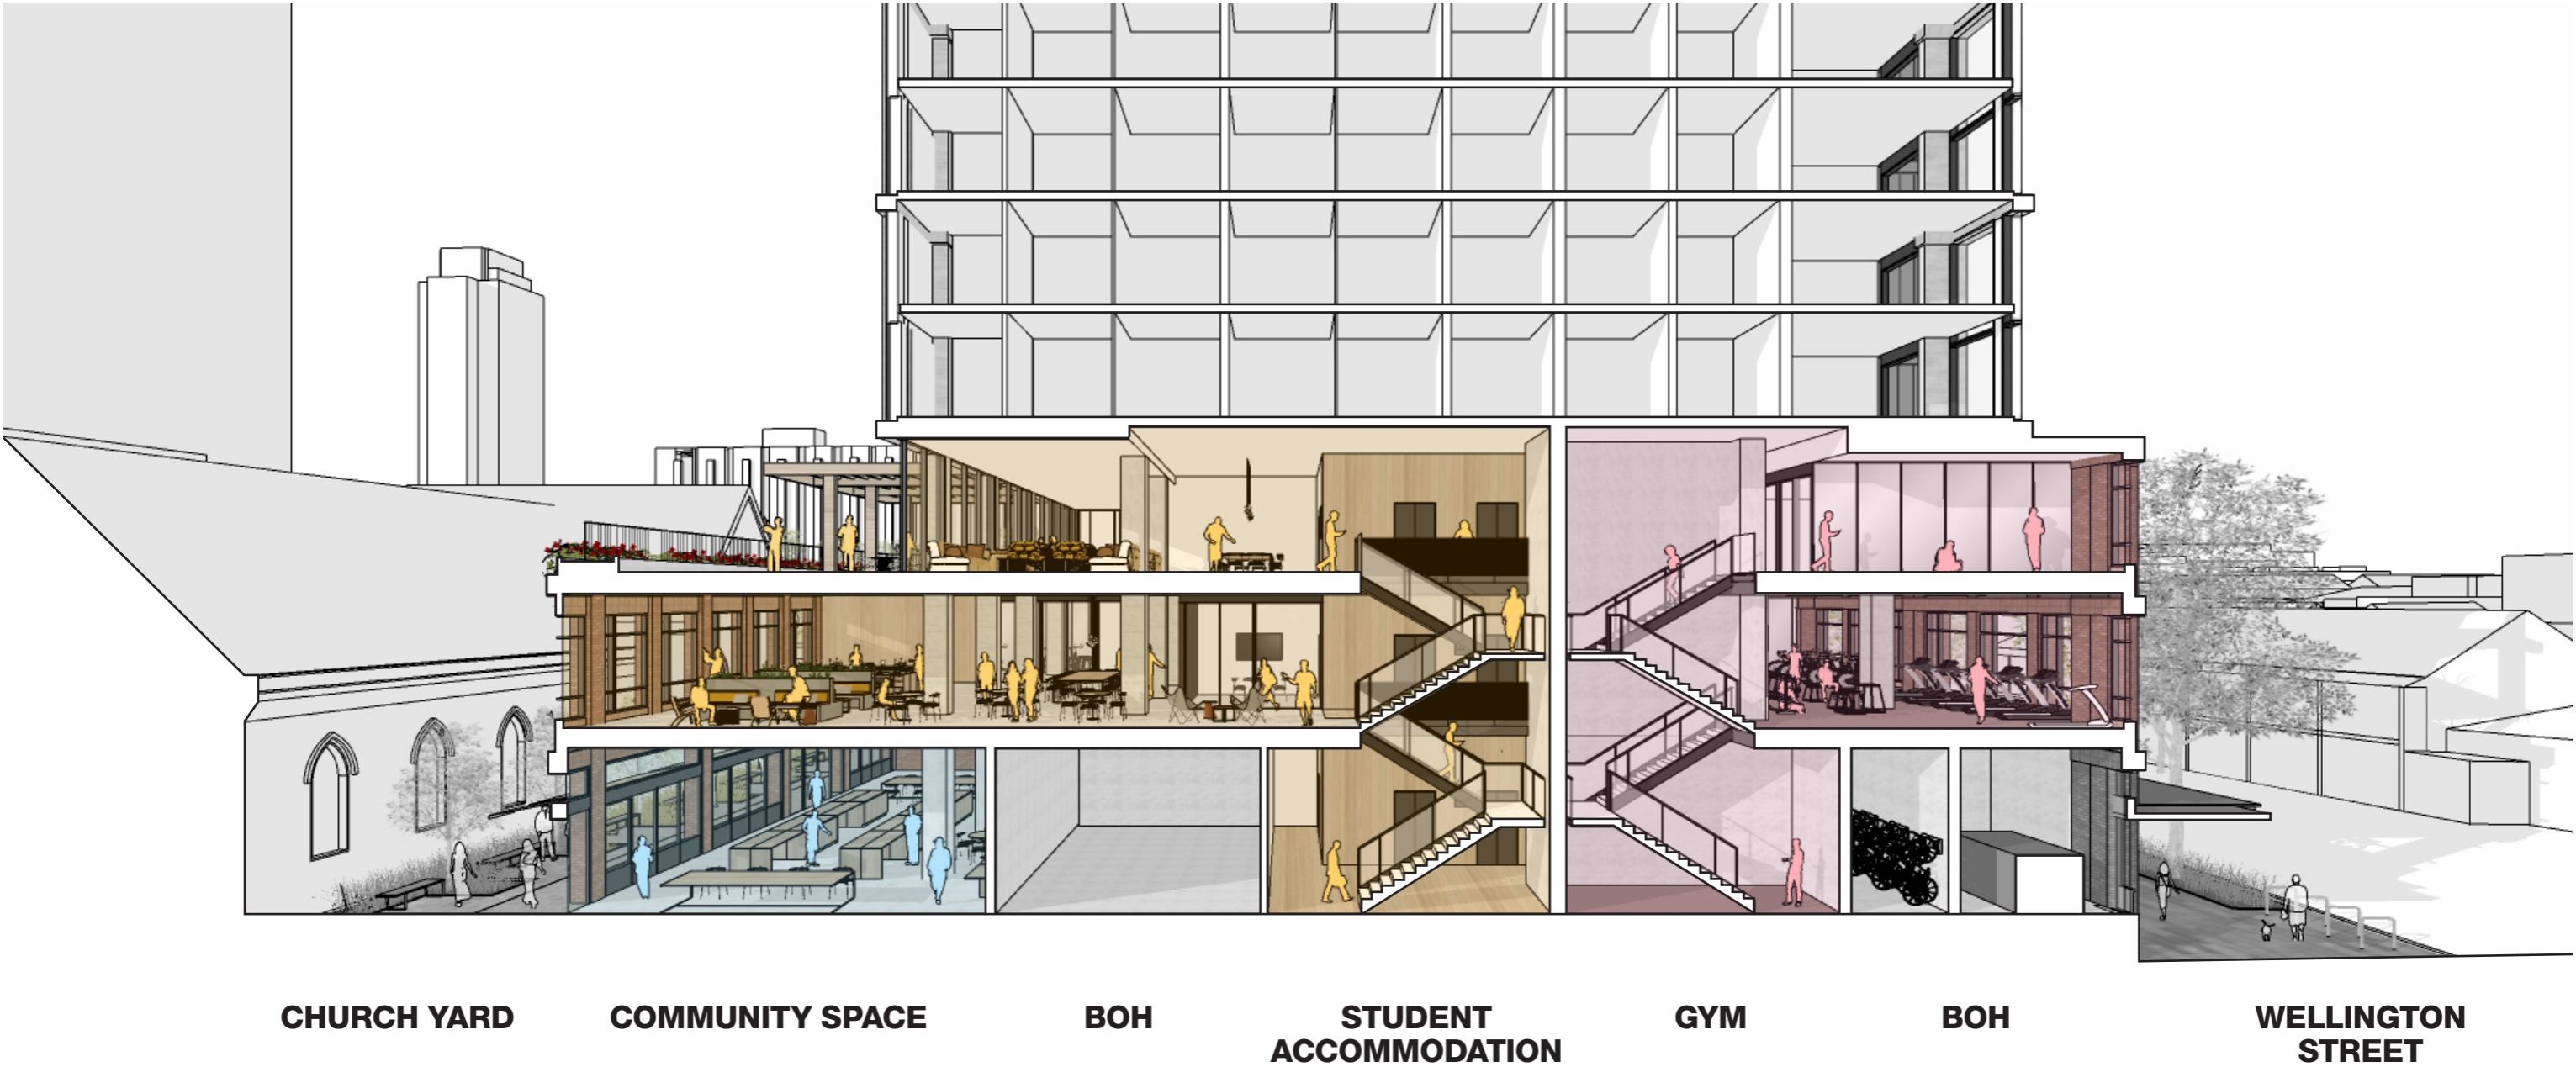 CHURCH YARD
COMMUNITY SPACE
BOH
STUDENT
ACCOMMODATION
GYM
BOH
WELLINGTON
STREET